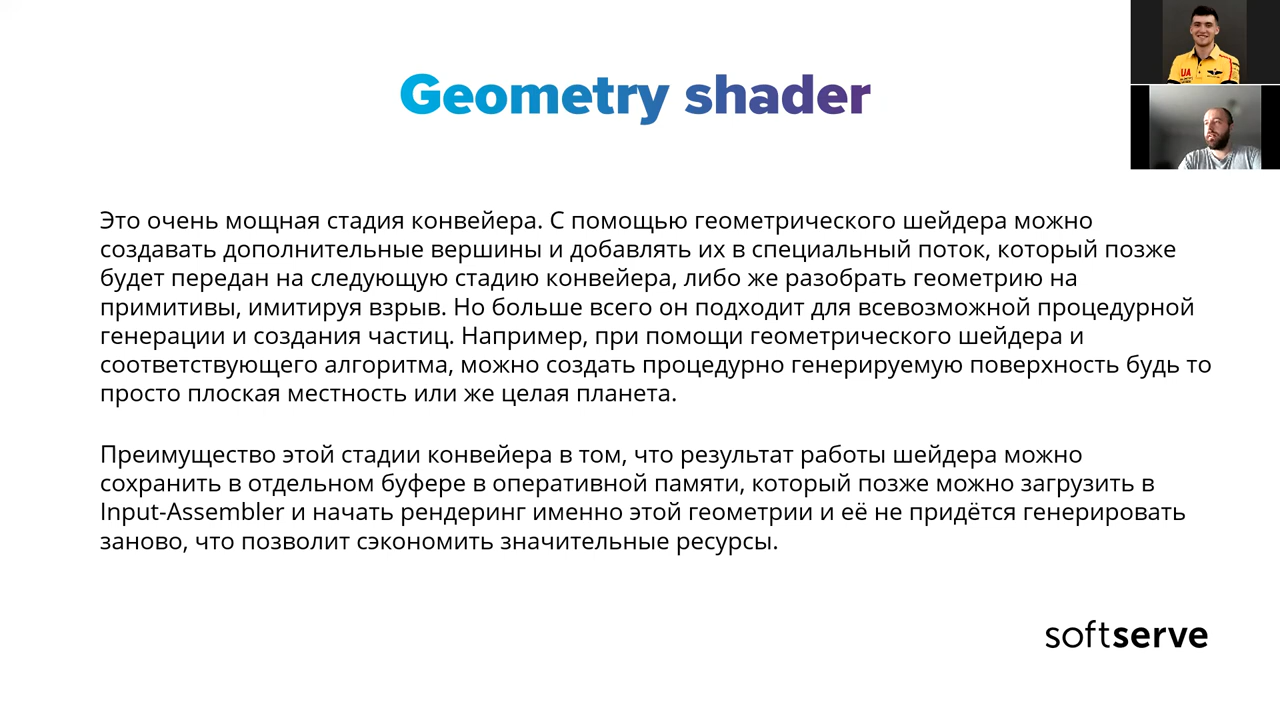 Geometry shader
UA
Это очень мощная стадия конвейера. С помощью геометрического шейдера можно
создавать дополнительные вершины и добавлять их в специальный поток, который позже
будет передан на следующую стадию конвейера, либо же разобрать геометрию на
примитивы, имитируя взрыв. Но больше всего он подходит для всевозможной процедурной
генерации и создания частиц. Например, при помощи геометрического шейдера и
соответствующего алгоритма, можно создать процедурно генерируемую поверхность будь то
просто плоская местность или же целая планета.
Преимущество этой стадии конвейера в том, что результат работы шейдера можно
сохранить в отдельном буфере в оперативной памяти, который позже можно загрузить в
Input-Assembler и начать рендеринг именно этой геометрии и её не придётся генерировать
заново, что позволит сэкономить значительные ресурсы.
softserve